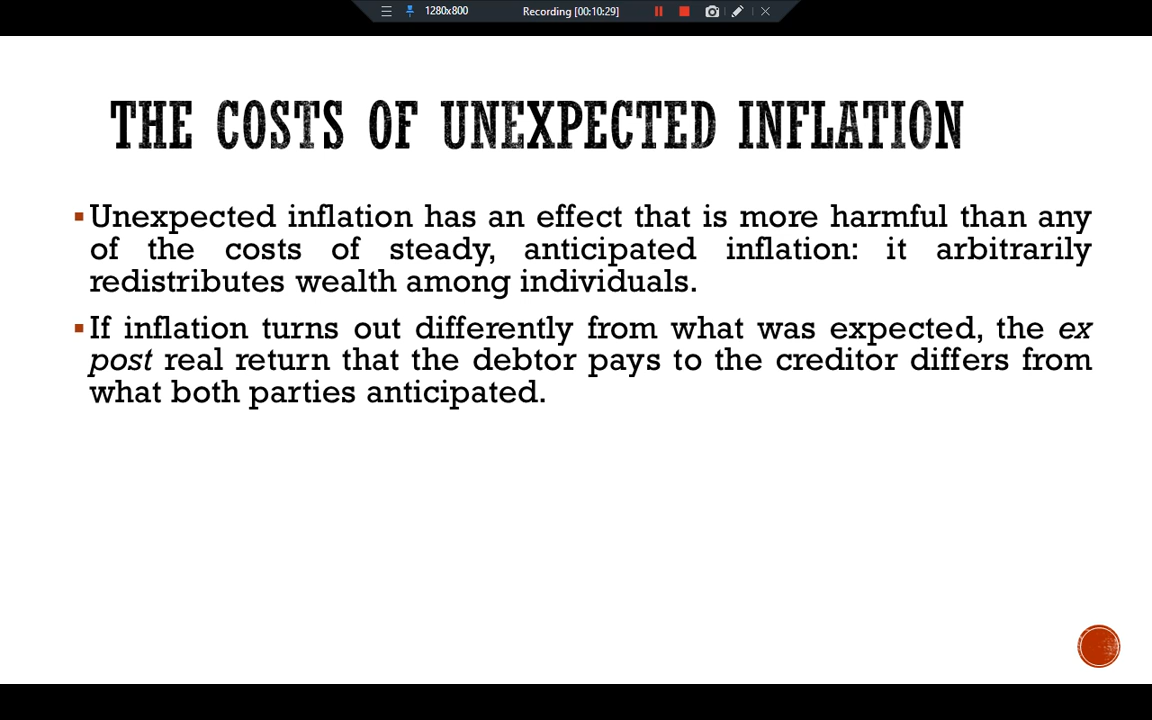 1280x800
Recording [00:10:29]
THE COSTS OF UNEXPECTED INFLATION
▪Unexpected inflation has an effect that is more harmful than any
of the costs of steady, anticipated inflation: it arbitrarily
redistributes wealth among individuals.
▪If inflation turns out differently from what was expected, the ex
post real return that the debtor pays to the creditor differs from
what both parties anticipated.